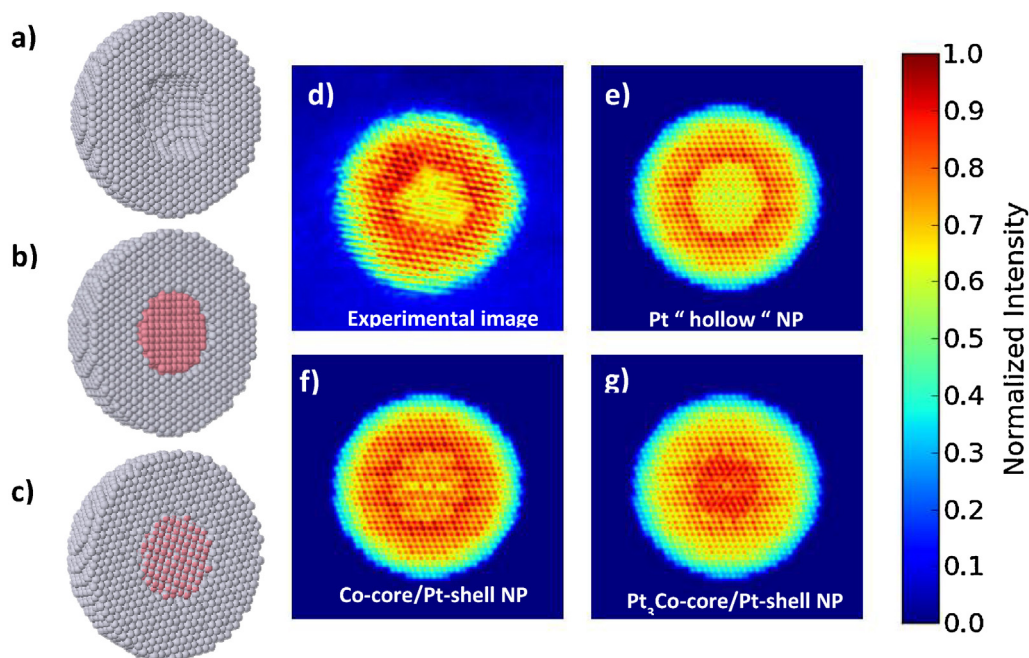 a)
b)
c)
d)
Experimental image
e)
Pt “ hollow “ NP
f)
Co-core/Pt-shell NP
g)
Pt₃Co-core/Pt-shell NP
1.0
0.9
0.8
0.7
0.6
0.5
0.4
0.3
0.2
0.1
0.0
Normalized Intensity